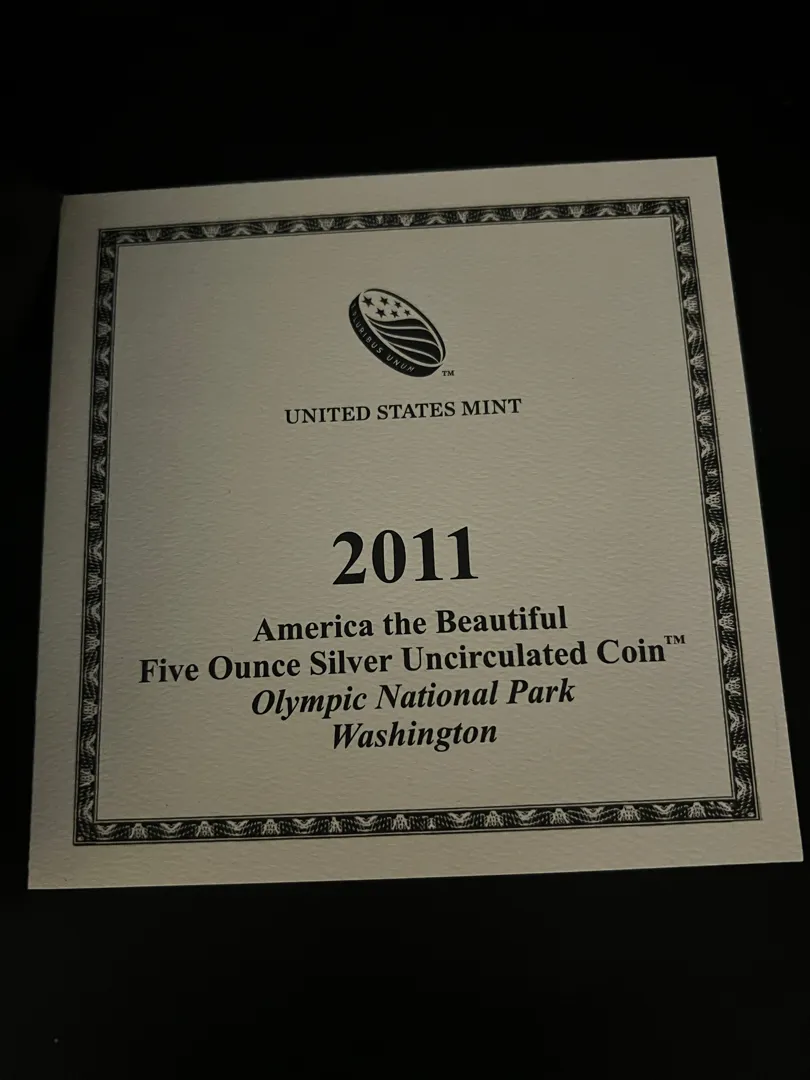 E PLURIBUS UNUM
TM
UNITED STATES MINT
2011
America the Beautiful
Five Ounce Silver Uncirculated Coin™
Olympic National Park
Washington